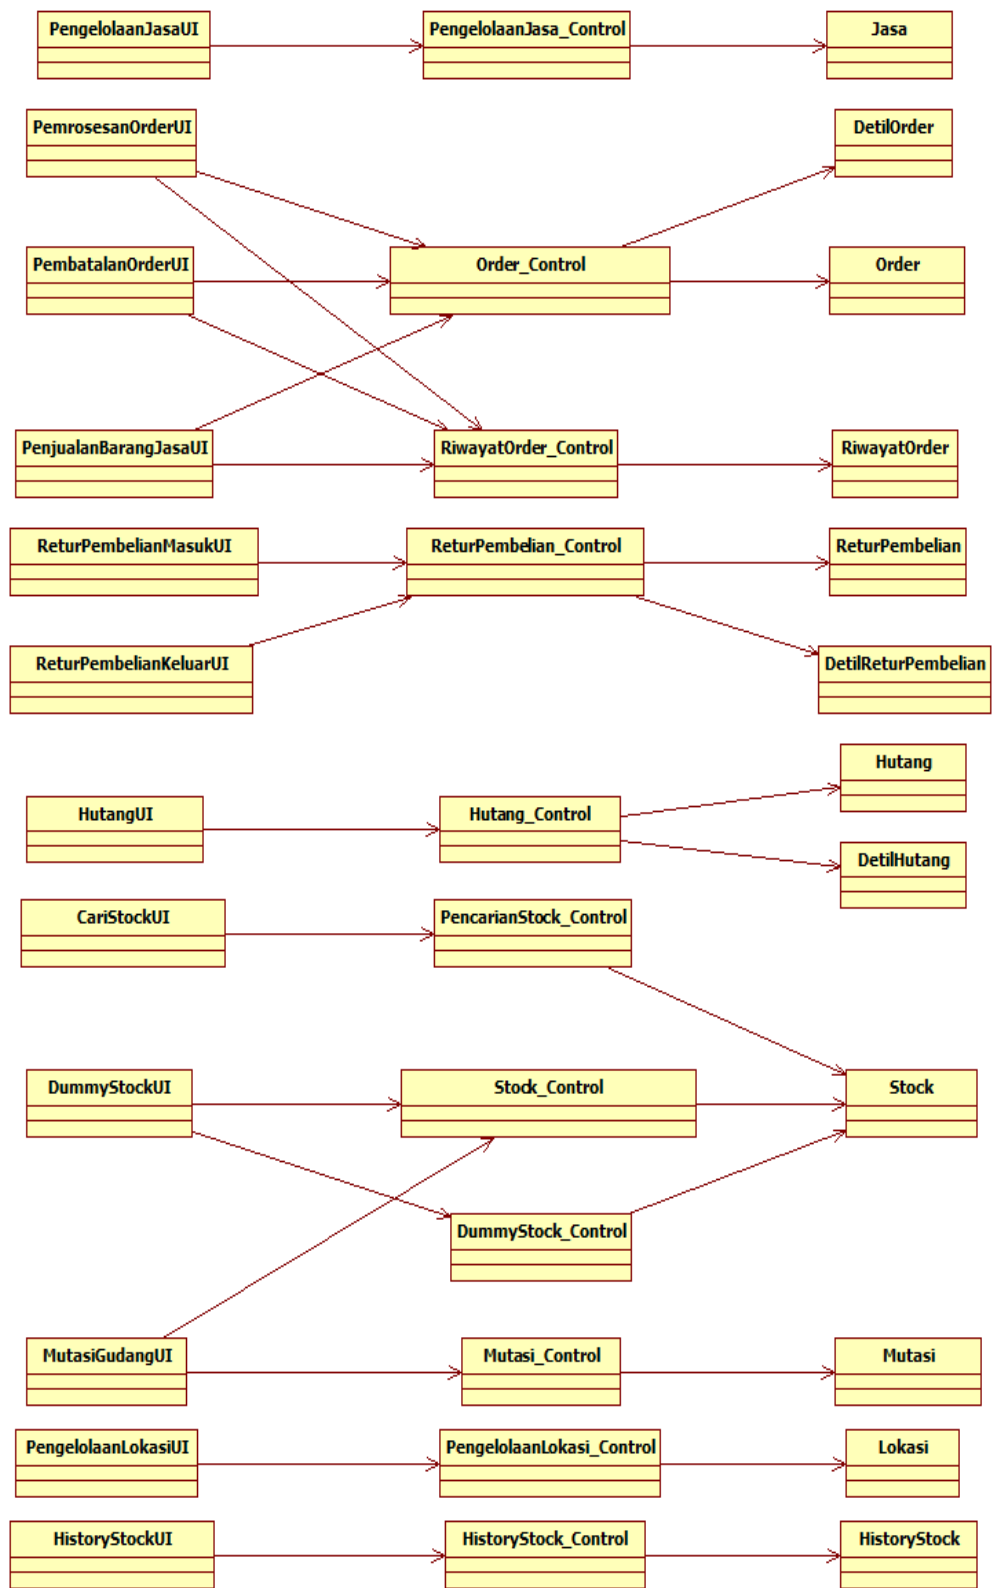 PengelolaanJasaUI
PengelolaanJasa_Control
Jasa
PemrosesanOrderUI
DetilOrder
PembatalanOrderUI
Order_Control
Order
PenjualanBarangJasaUI
RiwayatOrder_Control
RiwayatOrder
ReturPembelianMasukUI
ReturPembelian_Control
ReturPembelian
ReturPembelianKeluarUI
DetilReturPembelian
Hutang
HutangUI
Hutang_Control
DetilHutang
CariStockUI
PencarianStock_Control
DummyStockUI
Stock_Control
Stock
DummyStock_Control
MutasiGudangUI
Mutasi_Control
Mutasi
PengelolaanLokasiUI
PengelolaanLokasi_Control
Lokasi
HistoryStockUI
HistoryStock_Control
HistoryStock